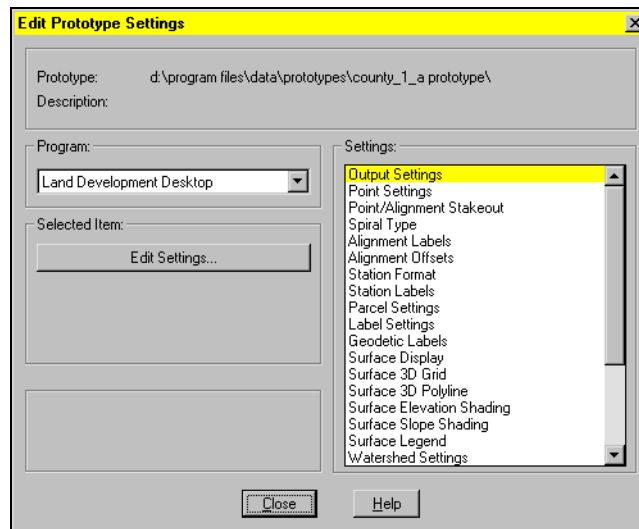 Edit Prototype Settings
Prototype: d:\program files\data\prototypes\county_1_a prototype\
Description:
Program:
Land Development Desktop
Selected Item:
Edit Settings...
Settings:
Output Settings
Point Settings
Point/Alignment Stakeout
Spiral Type
Alignment Labels
Alignment Offsets
Station Format
Station Labels
Parcel Settings
Label Settings
Geodetic Labels
Surface Display
Surface 3D Grid
Surface 3D Polyline
Surface Elevation Shading
Surface Slope Shading
Surface Legend
Watershed Settings
Close
Help